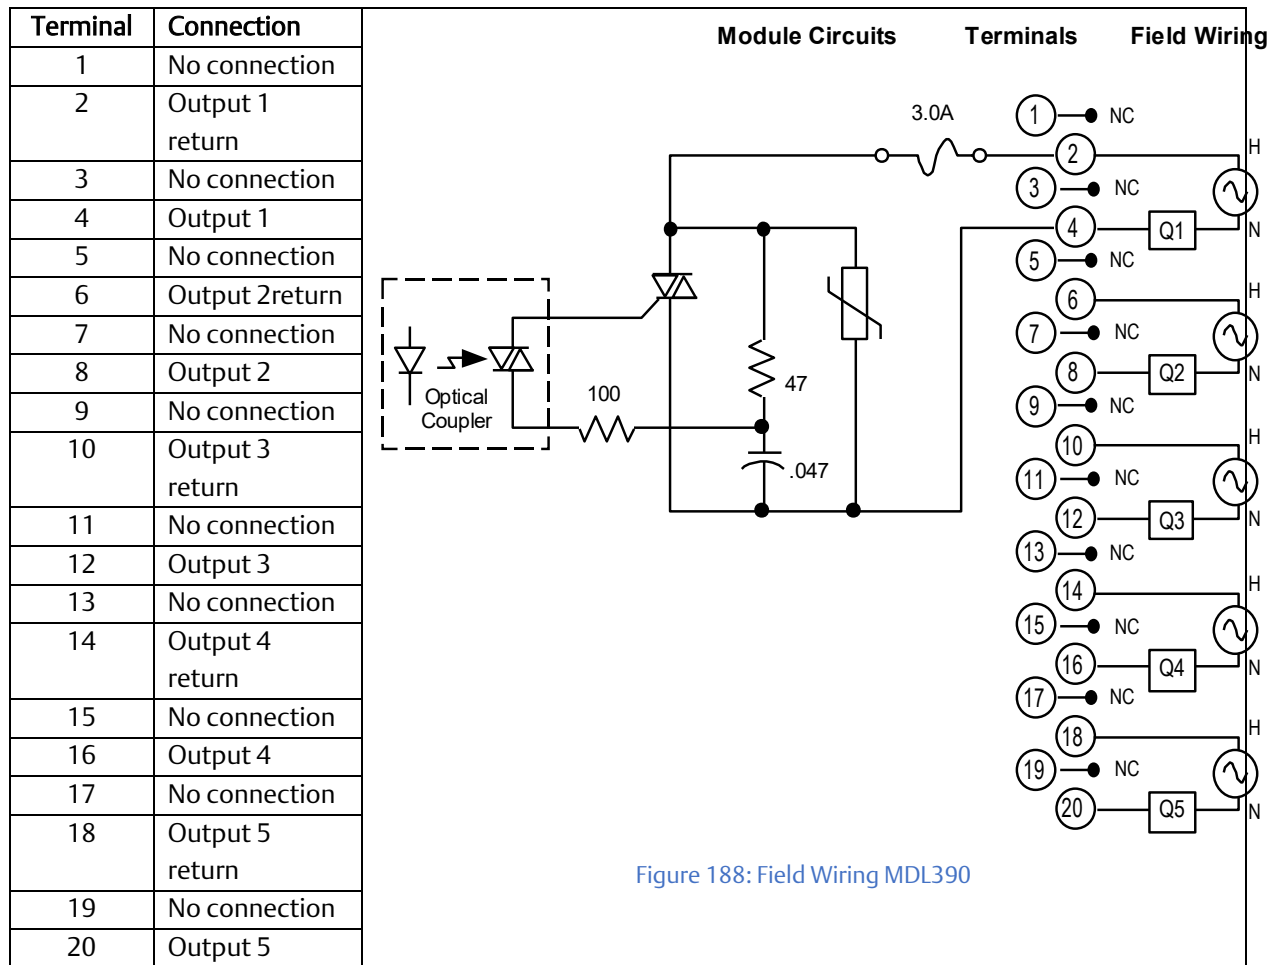 Terminal Connection
1 No connection
2 Output 1
return
3 No connection
4 Output 1
5 No connection
6 Output 2return
7 No connection
8 Output 2
9 No connection
10 Output 3
return
11 No connection
12 Output 3
13 No connection
14 Output 4
return
15 No connection
16 Output 4
17 No connection
18 Output 5
return
19 No connection
20 Output 5
Module Circuits Terminals Field Wiring
3.0A
1 NC
2 H
3 NC
4 Q1 N
5 NC
6 H
7 NC
8 Q2 N
9 NC
10 H
11 NC
12 Q3 N
13 NC
14 H
15 NC
16 Q4 N
17 NC
18 H
19 NC
20 Q5 N
Optical
Coupler
100
47
.047
Figure 188: Field Wiring MDL390